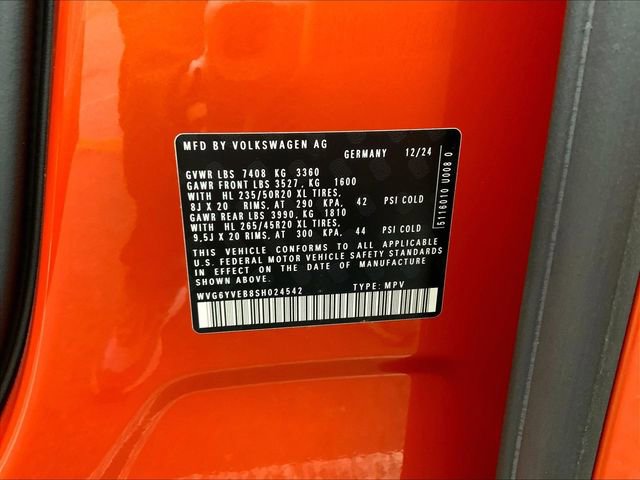 MFD BY VOLKSWAGEN AG
GERMANY 12/24
GVWR LBS 7408 KG 3360
GAWR FRONT LBS 3527, KG 1600
WITH HL 235/50R20 XL TIRES,
8J X 20 RIMS, AT 290 KPA, 42 PSI COLD
GAWR REAR LBS 3990, KG 1810
WITH HL 265/45R20 XL TIRES,
9.5J X 20 RIMS, AT 300 KPA, 44 PSI COLD
THIS VEHICLE CONFORMS TO ALL APPLICABLE
U.S. FEDERAL MOTOR VEHICLE SAFETY STANDARDS
IN EFFECT ON THE DATE OF MANUFACTURE
SHOWN ABOVE.
WVG6YVEB8SH024542 TYPE: MPV
5116010 U008 0